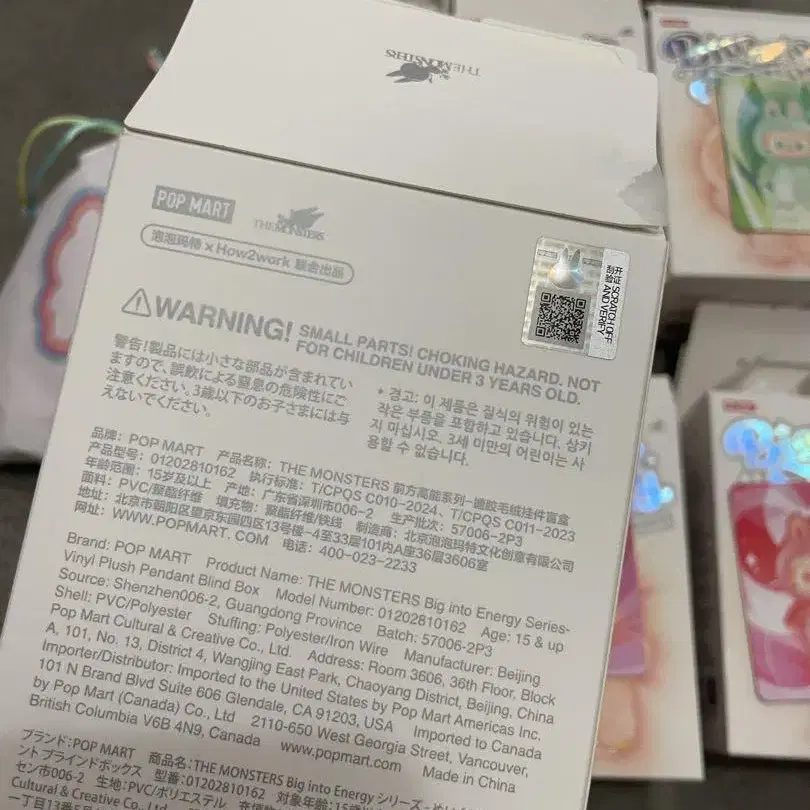 THE MONSTERS
POP MART
THE MONSTERS
泡泡玛特 × How2work 联合出品
开证 SCRATCH OFF
刮验 AND VERIFY
WARNING! SMALL PARTS! CHOKING HAZARD. NOT
FOR CHILDREN UNDER 3 YEARS OLD.
警告!製品には小さな部品が含まれてい
ますので、誤飲による窒息の危険性にご
注意ください。3歳以下のお子さまには与
えないでください。
* 경고: 이 제품은 질식의 위험이 있는
작은 부품을 포함하고 있습니다. 삼키
지 마십시오. 3세 미만의 어린이는 사
용할 수 없습니다.
品牌: POP MART 产品名称: THE MONSTERS 前方高能系列-搪胶毛绒挂件盲盒
产品型号: 01202810162 执行标准: T/CPQS C010-2024、T/CPQS C011-2023
年龄范围: 15岁及以上 产地: 广东省深圳市006-2 生产批次: 57006-2P3
面料: PVC/聚酯纤维 填充物: 聚酯纤维/铁线 制造商: 北京泡泡玛特文化创意有限公司
地址: 北京市朝阳区望京东园四区13号楼-4至33层101内A座36层3606室
网址: WWW.POPMART.COM 电话: 400-023-2233
Brand: POP MART Product Name: THE MONSTERS Big into Energy Series-
Vinyl Plush Pendant Blind Box Model Number: 01202810162 Age: 15 & up
Source: Shenzhen006-2, Guangdong Province Batch: 57006-2P3
Shell: PVC/Polyester Stuffing: Polyester/Iron Wire Manufacturer: Beijing
Pop Mart Cultural & Creative Co., Ltd. Address: Room 3606, 36th Floor, Block
A, 101, No. 13, District 4, Wangjing East Park, Chaoyang District, Beijing, China
Importer/Distributor: Imported to the United States by Pop Mart Americas Inc.
101 N Brand Blvd Suite 606 Glendale, CA 91203, USA Imported to Canada
by Pop Mart (Canada) Co., Ltd 2110-650 West Georgia Street, Vancouver,
British Columbia V6B 4N9, Canada www.popmart.com Made in China
ブランド: POP MART 商品名: THE MONSTERS Big into Energy シリーズ
ント ブラインドボックス 型番: 01202810162 対象年齢: 15歳
セン市006-2 生地: PVC/ポリエステル
Cultural & Creative Co., Ltd.
一丁目13番5号